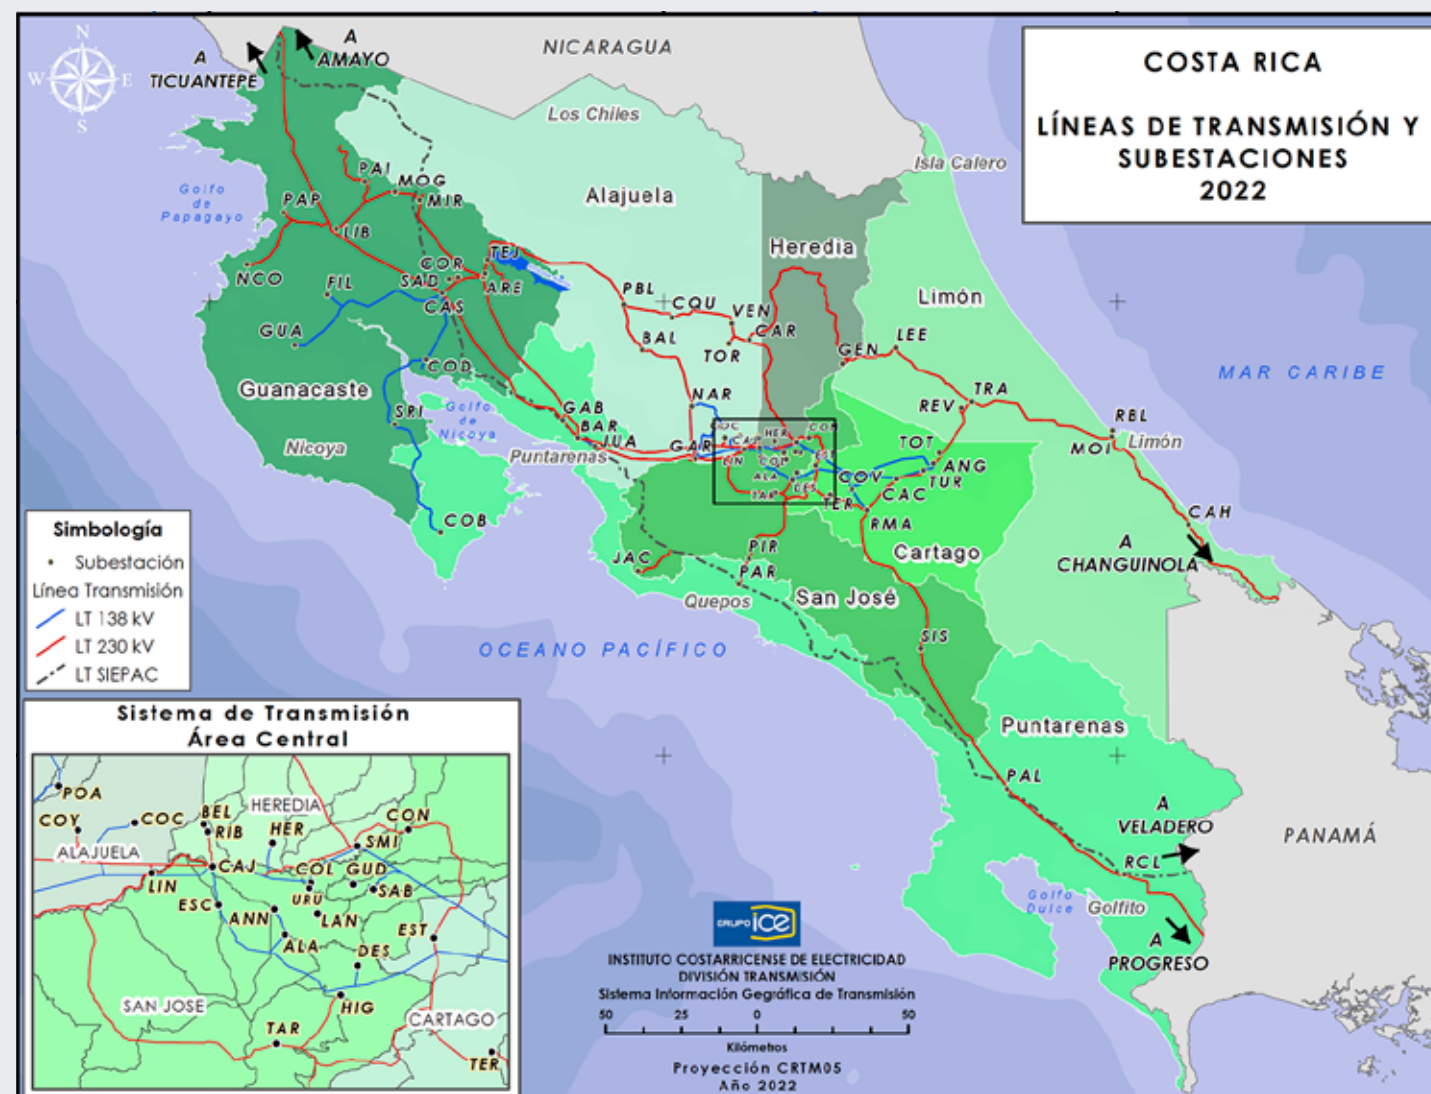 COSTA RICA
LÍNEAS DE TRANSMISIÓN Y
SUBESTACIONES
2022
N
W
E
S
A
TICUANTEPE
A
AMAYO
NICARAGUA
Los Chiles
Isla Calero
Golfo
de
Papagayo
PAI
MOG
MIR
PAP
LIB
Alajuela
Heredia
TEJ
COR
SAD
ARE
NCO
FIL
CAS
GUA
PBL
CQU
VEN
BAL
TOR
CAR
Limón
GEN
LEE
MAR CARIBE
COD
Guanacaste
SRI
Golfo
de
Nicoya
NAR
GAB
BAR
JUA
REV
TRA
RBL
MOI
Limón
Nicoya
Puntarenas
GAR
HER
TOT
ANG
TUR
COV
CAC
ALA
TER
RMA
COB
PIR
PAR
JAC
Cartago
CAH
A
CHANGUINOLA
Quepos
San José
SIS
OCEANO PACÍFICO
Puntarenas
PAL
A
VELADERO
RCL
PANAMÁ
Golfo
Dulce
Golfito
A
PROGRESO
Simbología
Subestación
Línea Transmisión
LT 138 kV
LT 230 kV
LT SIEPAC
Sistema de Transmisión
Área Central
POA
COY
COC
BEL
RIB
HEREDIA
HER
CON
SMI
ALAJUELA
CAJ
LIN
COL
GUD
URU
SAB
ESC
ANN
LAN
ALA
EST
DES
SAN JOSE
HIG
CARTAGO
TAR
TER
GRUPO ice
INSTITUTO COSTARRICENSE DE ELECTRICIDAD
DIVISIÓN TRANSMISIÓN
Sistema Información Gegráfica de Transmisión
50 25 0 50
Kilómetros
Proyección CRTM05
Año 2022